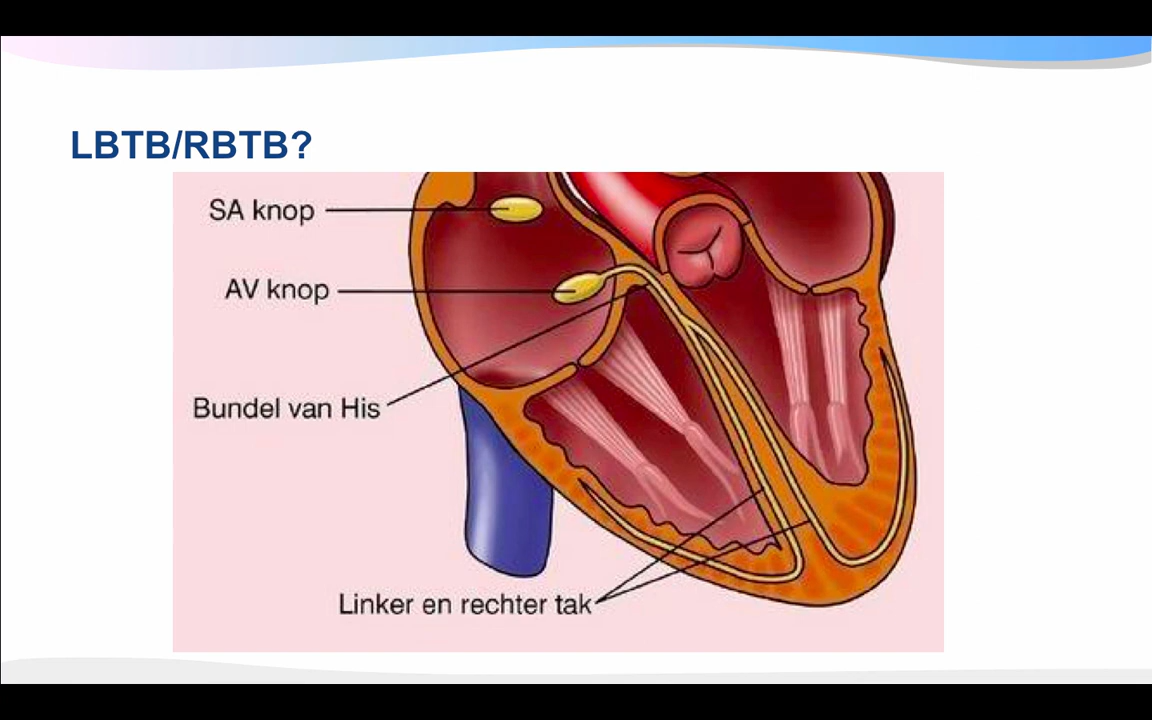 LBTB/RBTB?
SA knop
AV knop
Bundel van His
Linker en rechter tak